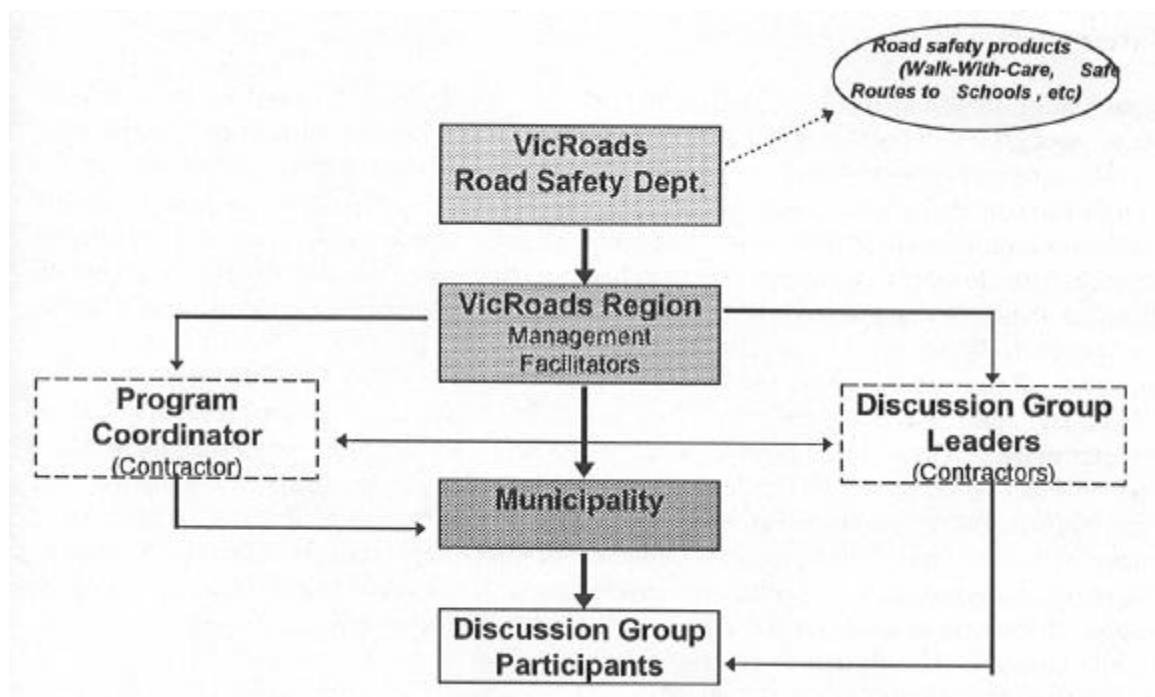 Road safety products
(Walk-With-Care, Safe
Routes to Schools , etc)
VicRoads
Road Safety Dept.
VicRoads Region
Management
Facilitators
Program
Coordinator
(Contractor)
Discussion Group
Leaders
(Contractors)
Municipality
Discussion Group
Participants